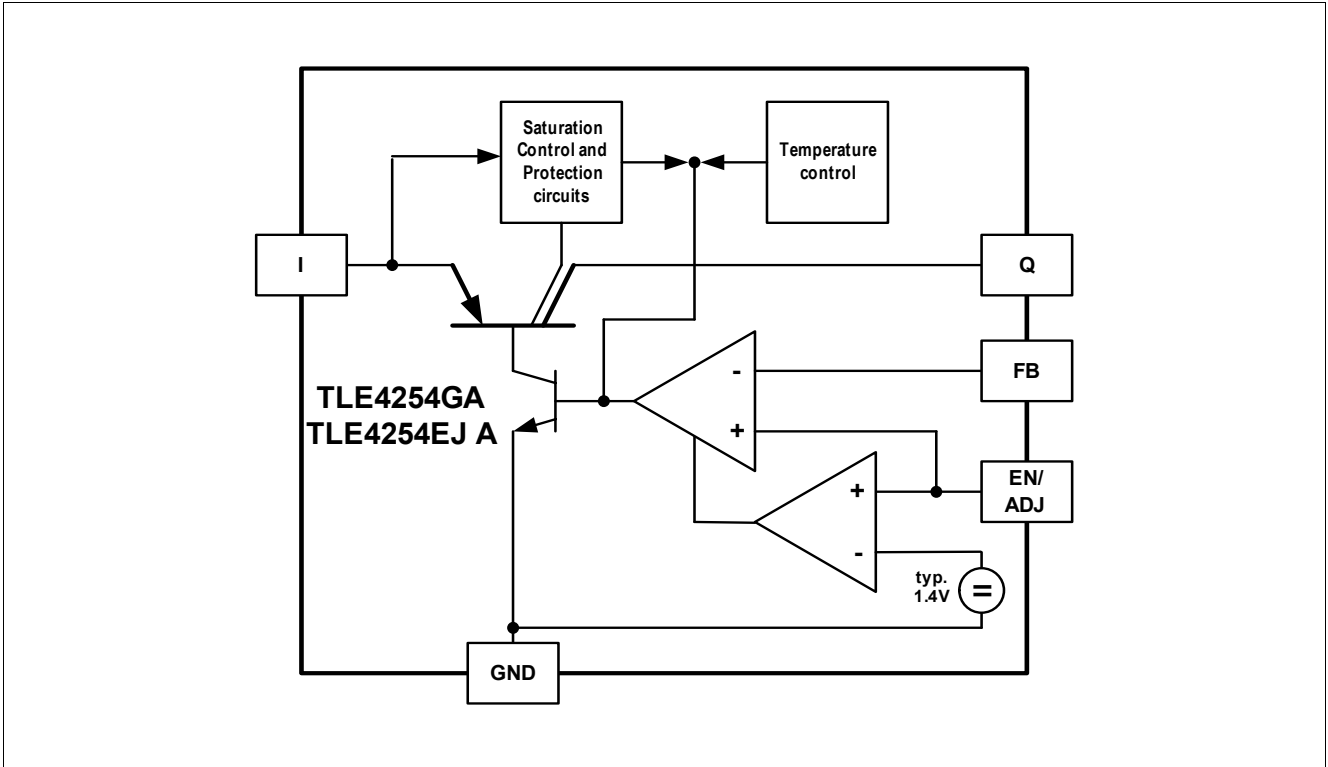 Saturation
Control and
Protection
circuits
Temperature
control
I
Q
TLE4254GA
TLE4254EJ A
-
+
FB
EN/
ADJ
+
-
typ.
1.4V
=
GND